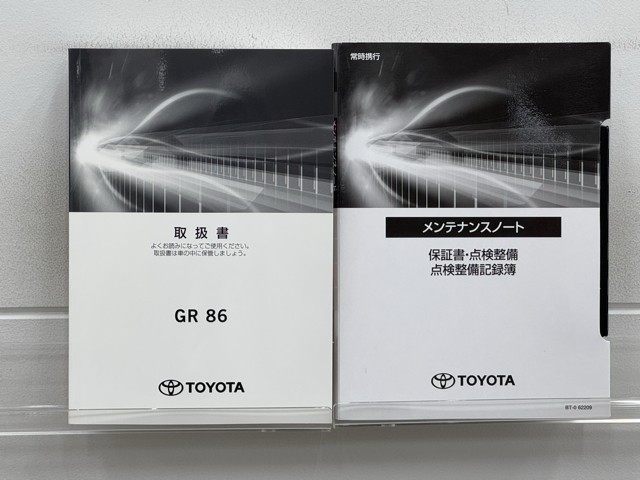 取扱書
よくお読みになってご使用ください。
取扱書は車の中に保管しましょう。
GR 86
TOYOTA
常時携行
メンテナンスノート
保証書・点検整備
点検整備記録簿
TOYOTA
BT-0 62209